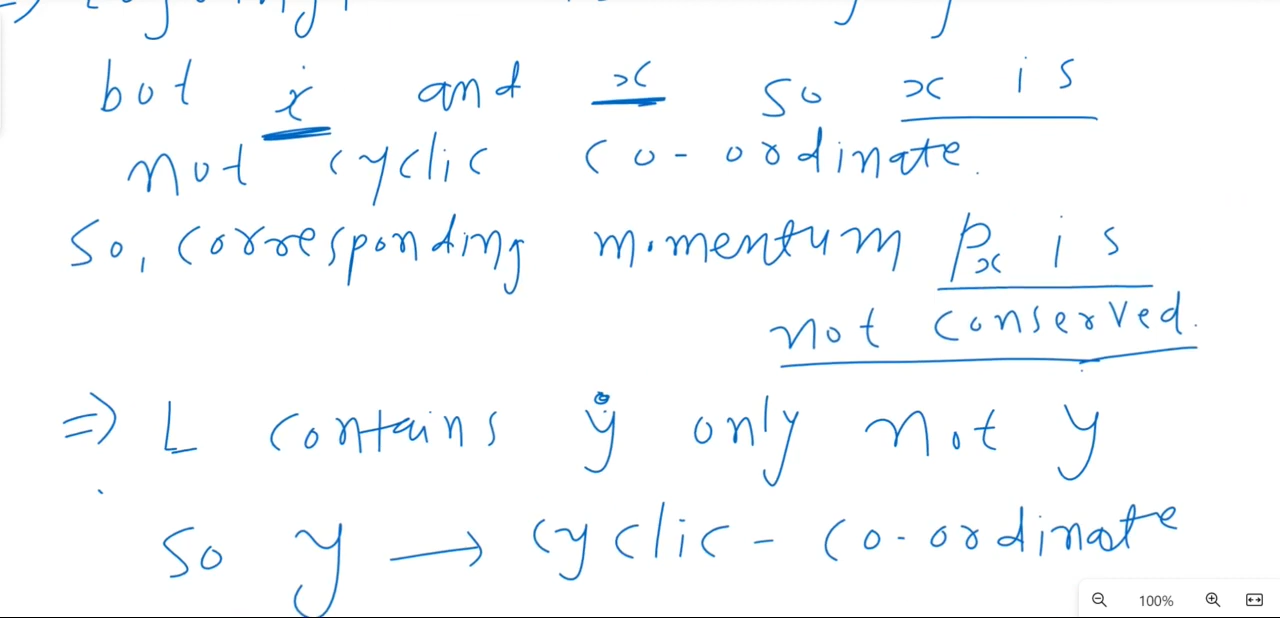 but ẋ and x so x is
not cyclic co-ordinate.
So, corresponding momentum pₓ is
not conserved.
⇒ L contains ẏ only not y
so y → cyclic-co-ordinate
100%